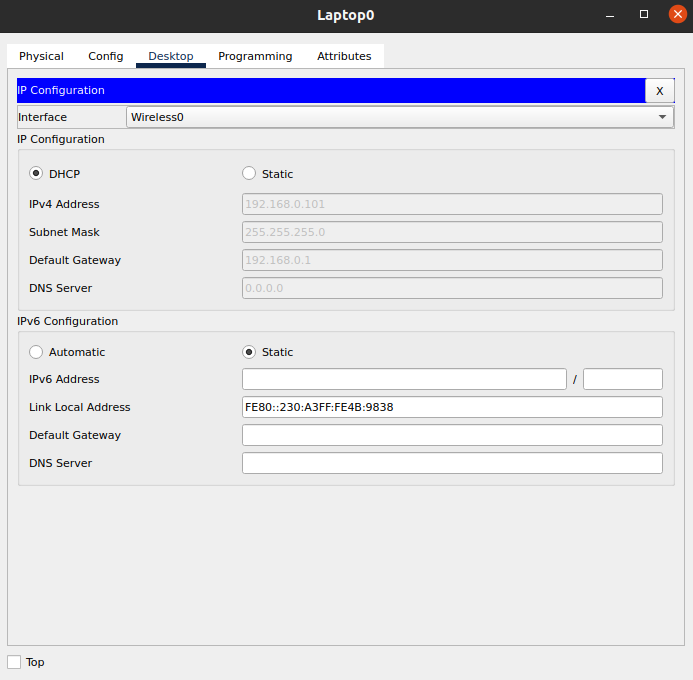 Laptop0
Physical Config Desktop Programming Attributes
IP Configuration X
Interface Wireless0
IP Configuration
DHCP Static
IPv4 Address 192.168.0.101
Subnet Mask 255.255.255.0
Default Gateway 192.168.0.1
DNS Server 0.0.0.0
IPv6 Configuration
Automatic Static
IPv6 Address /
Link Local Address FE80::230:A3FF:FE4B:9838
Default Gateway
DNS Server
Top